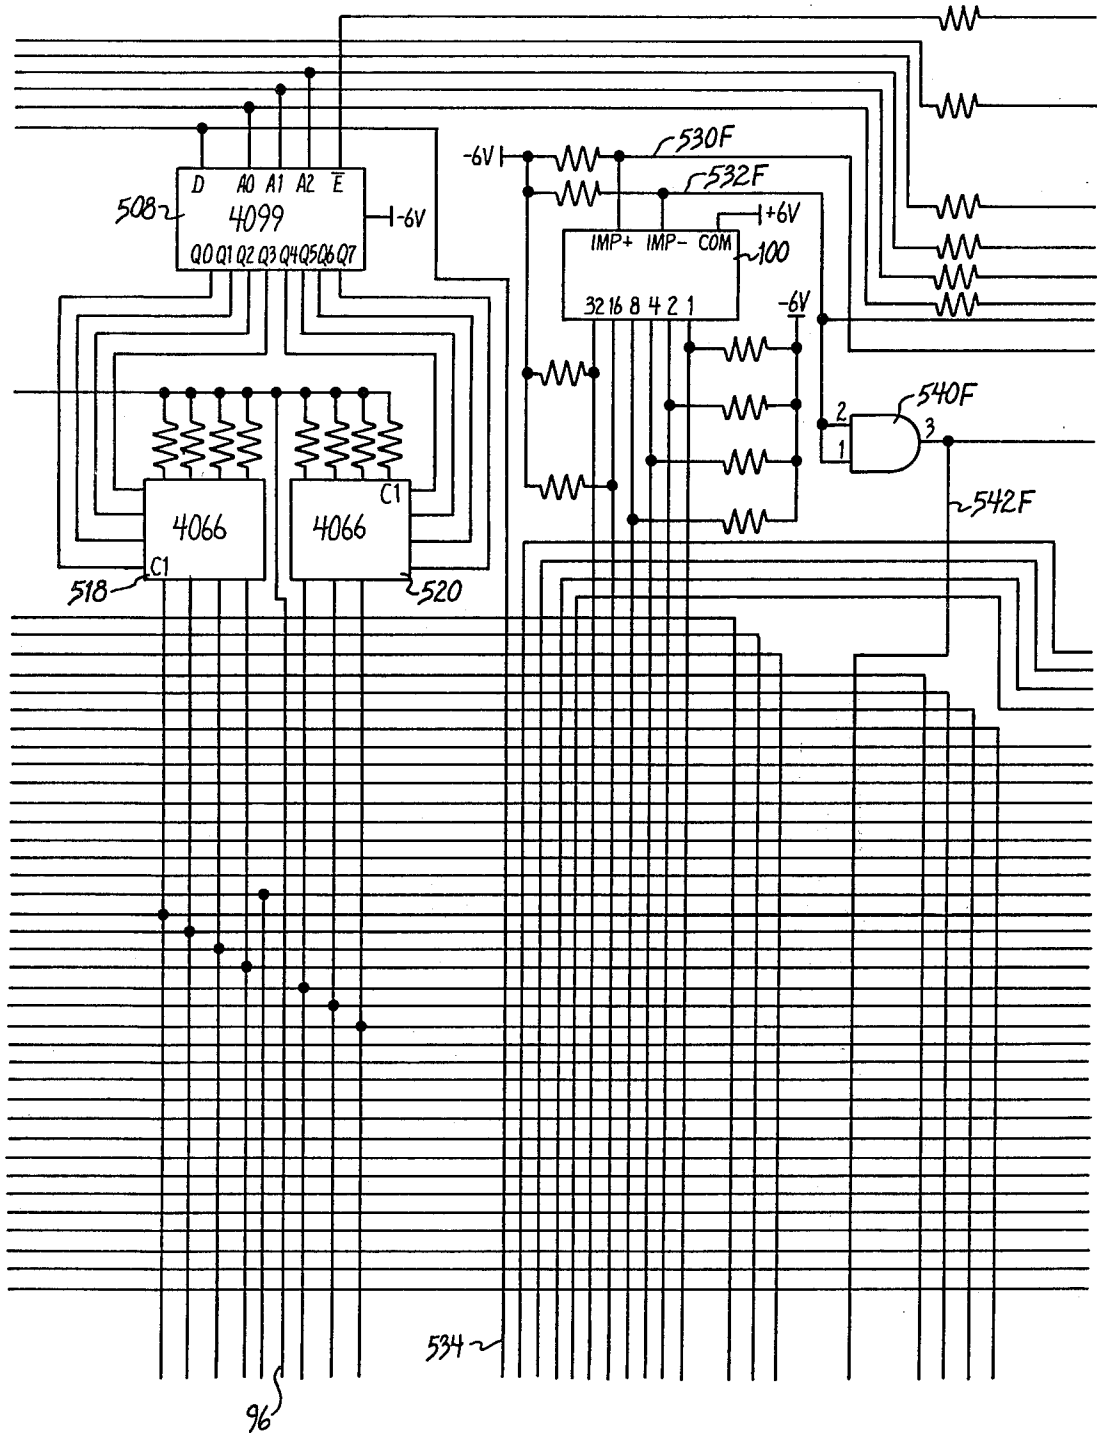 530F
-6V
532F
D A0 A1 A2 E̅
508
4099
-6V
+6V
IMP+ IMP- COM
100
Q0 Q1 Q2 Q3 Q4 Q5 Q6 Q7
32 16 8 4 2 1
-6V
540F
2
3
1
C1
542F
4066
4066
C1
518
520
534
96